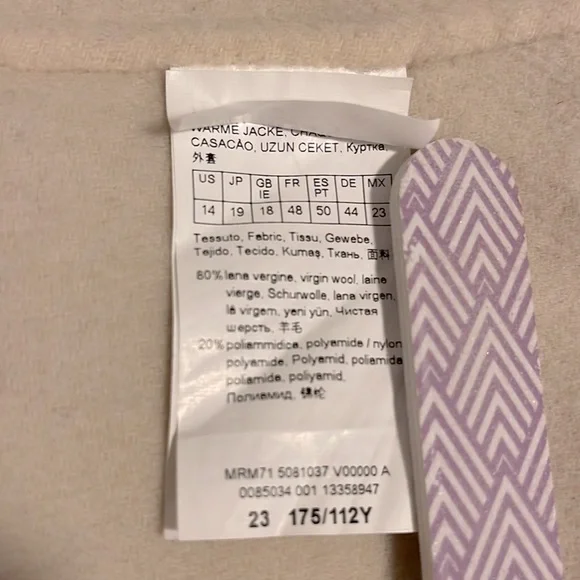 WARME JACKE,
CASACÃO, UZUN CEKET, Куртка,
外套
US JP GB IE FR ES PT DE MX
14 19 18 48 50 44 23
Tessuto, Fabric, Tissu, Gewebe,
Tejido, Tecido, Kumaş, Ткань, 面料
80% lana vergine, virgin wool, laine
vierge, Schurwolle, lana virgen,
lã virgem, yeni yün, Чистая
шерсть, 羊毛
20% poliammidica, polyamide / nylon
polyamide, Polyamid, poliamida
poliamida, poliyamid,
Полиамид, 锦纶
MRM71 5081037 V00000 A
0085034 001 13358947
23 175/112Y